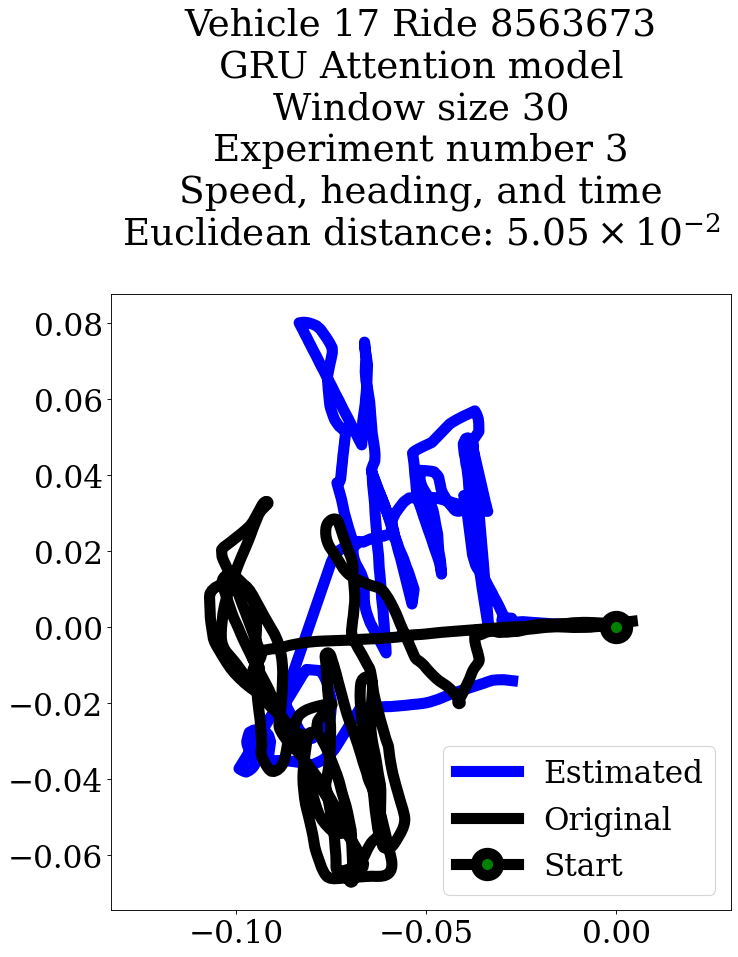 Vehicle 17 Ride 8563673
GRU Attention model
Window size 30
Experiment number 3
Speed, heading, and time
Euclidean distance: 5.05 × 10⁻²
0.08
0.06
0.04
0.02
0.00
−0.02
−0.04
−0.06
Estimated
Original
Start
−0.10
−0.05
0.00